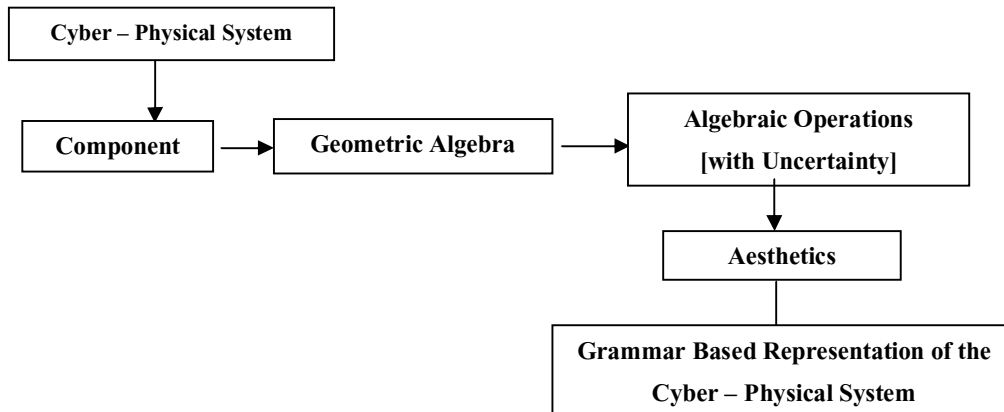 Cyber – Physical System
Component
Geometric Algebra
Algebraic Operations
[with Uncertainty]
Aesthetics
Grammar Based Representation of the
Cyber – Physical System